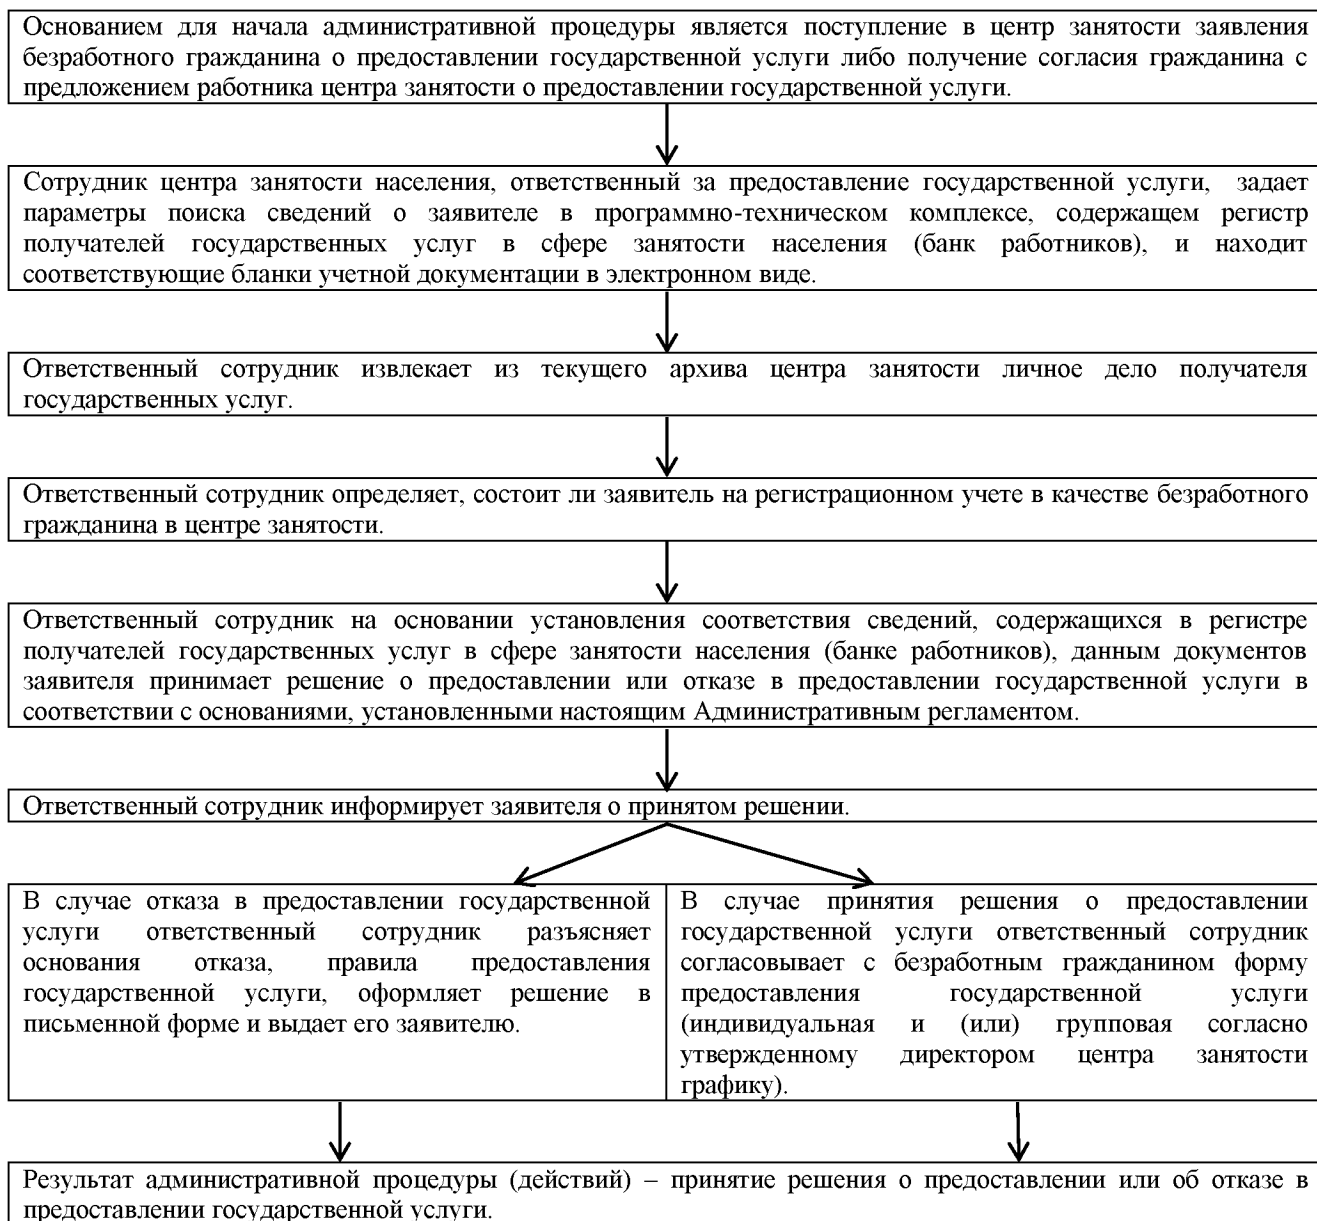 Основанием для начала административной процедуры является поступление в центр занятости заявления
безработного гражданина о предоставлении государственной услуги либо получение согласия гражданина с
предложением работника центра занятости о предоставлении государственной услуги.
Сотрудник центра занятости населения, ответственный за предоставление государственной услуги, задает
параметры поиска сведений о заявителе в программно-техническом комплексе, содержащем регистр
получателей государственных услуг в сфере занятости населения (банк работников), и находит
соответствующие бланки учетной документации в электронном виде.
Ответственный сотрудник извлекает из текущего архива центра занятости личное дело получателя
государственных услуг.
Ответственный сотрудник определяет, состоит ли заявитель на регистрационном учете в качестве безработного
гражданина в центре занятости.
Ответственный сотрудник на основании установления соответствия сведений, содержащихся в регистре
получателей государственных услуг в сфере занятости населения (банке работников), данным документов
заявителя принимает решение о предоставлении или отказе в предоставлении государственной услуги в
соответствии с основаниями, установленными настоящим Административным регламентом.
Ответственный сотрудник информирует заявителя о принятом решении.
В случае отказа в предоставлении государственной
услуги ответственный сотрудник разъясняет
основания отказа, правила предоставления
государственной услуги, оформляет решение в
письменной форме и выдает его заявителю.
В случае принятия решения о предоставлении
государственной услуги ответственный сотрудник
согласовывает с безработным гражданином форму
предоставления государственной услуги
(индивидуальная и (или) групповая согласно
утвержденному директором центра занятости
графику).
Результат административной процедуры (действий) – принятие решения о предоставлении или об отказе в
предоставлении государственной услуги.